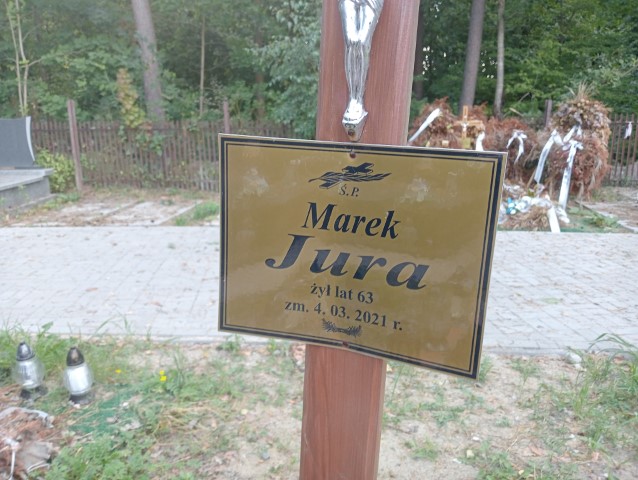 Ś.P.
Marek
Jura
żył lat 63
zm. 4. 03. 2021 r.